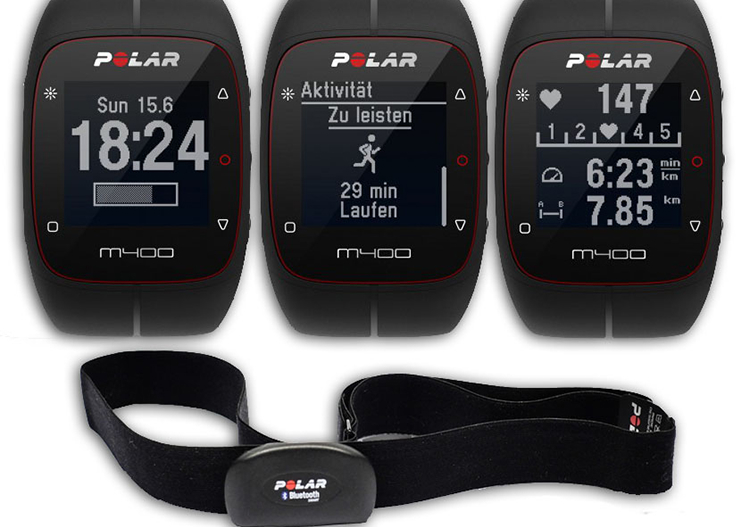 POLAR
Sun 15.6
18:24
M400
POLAR
Aktivität
Zu leisten
29 min
Laufen
M400
POLAR
147
1 2 4 5
6:23 min/km
A B
7.85 km
M400
POLAR
Bluetooth
SMART
POLAR